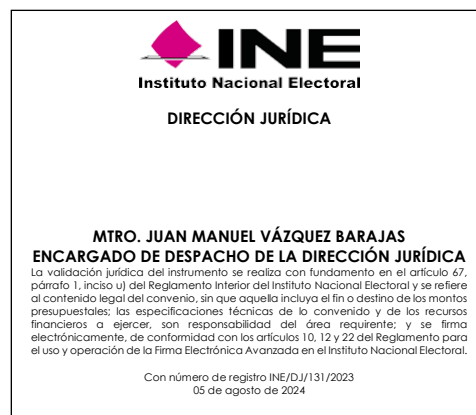 INE
Instituto Nacional Electoral
DIRECCIÓN JURÍDICA
MTRO. JUAN MANUEL VÁZQUEZ BARAJAS
ENCARGADO DE DESPACHO DE LA DIRECCIÓN JURÍDICA
La validación jurídica del instrumento se realiza con fundamento en el artículo 67,
párrafo 1, inciso u) del Reglamento Interior del Instituto Nacional Electoral y se refiere
al contenido legal del convenio, sin que aquella incluya el fin o destino de los montos
presupuestales; las especificaciones técnicas de lo convenido y de los recursos
financieros a ejercer, son responsabilidad del área requirente; y se firma
electrónicamente, de conformidad con los artículos 10, 12 y 22 del Reglamento para
el uso y operación de la Firma Electrónica Avanzada en el Instituto Nacional Electoral.
Con número de registro INE/DJ/131/2023
05 de agosto de 2024